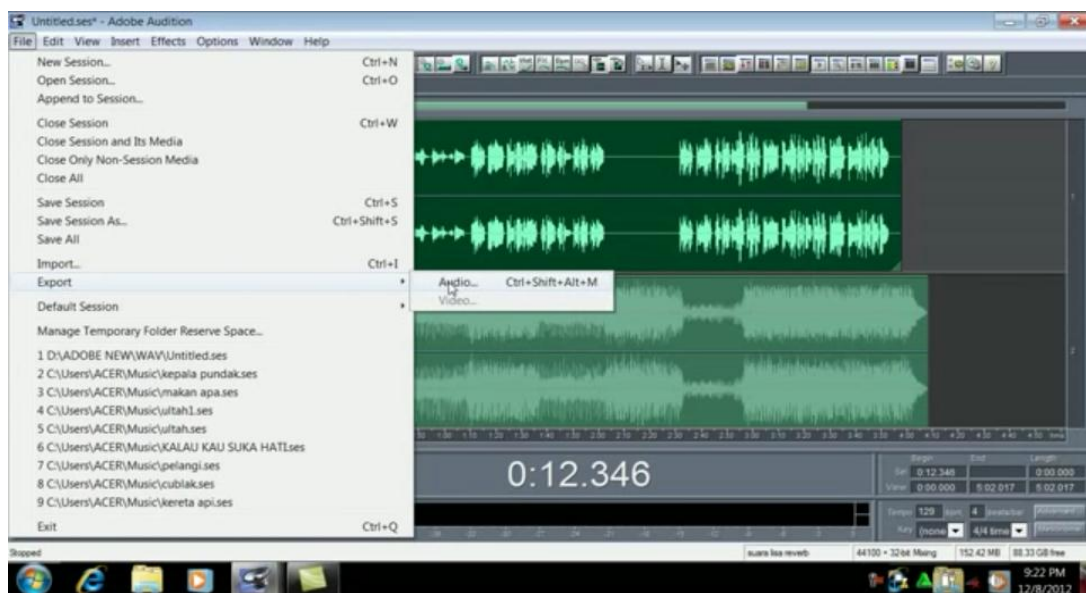 Untitled.ses* - Adobe Audition
File Edit View Insert Effects Options Window Help
New Session... Ctrl+N
Open Session... Ctrl+O
Append to Session...
Close Session Ctrl+W
Close Session and Its Media
Close Only Non-Session Media
Close All
Save Session Ctrl+S
Save Session As... Ctrl+Shift+S
Save All
Import... Ctrl+I
Export
Audio... Ctrl+Shift+Alt+M
Video...
Default Session
Manage Temporary Folder Reserve Space...
1 D:\ADOBE NEW\WAV\Untitled.ses
2 C:\Users\ACER\Music\kepala pundak.ses
3 C:\Users\ACER\Music\makan apa.ses
4 C:\Users\ACER\Music\ultah1.ses
5 C:\Users\ACER\Music\ultah.ses
6 C:\Users\ACER\Music\KALAU KAU SUKA HATI.ses
7 C:\Users\ACER\Music\pelangi.ses
8 C:\Users\ACER\Music\cublak.ses
9 C:\Users\ACER\Music\kereta api.ses
Exit Ctrl+Q
0:12.346
Begin End Length
Sel 0:12.346 0:00.000
View 0:00.000 5:02.017 5:02.017
Tempo 129 bpm, 4 beats/bar
Key (none) 4/4 time
Stopped
suara lisa reverb 44100 • 32-bit Mixing 152.42 MB 88.33 GB free
9:22 PM
12/8/2012